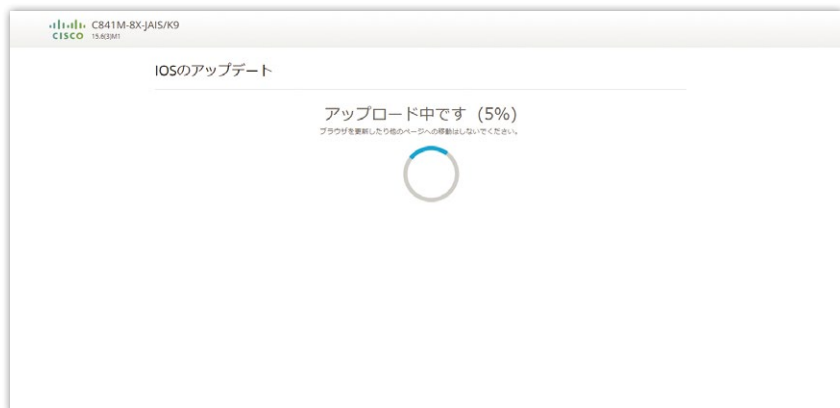 CISCO
C841M-8X-JAIS/K9
15.6(3)M1
IOSのアップデート
アップロード中です (5%)
ブラウザを更新したり他のページへの移動はしないでください。